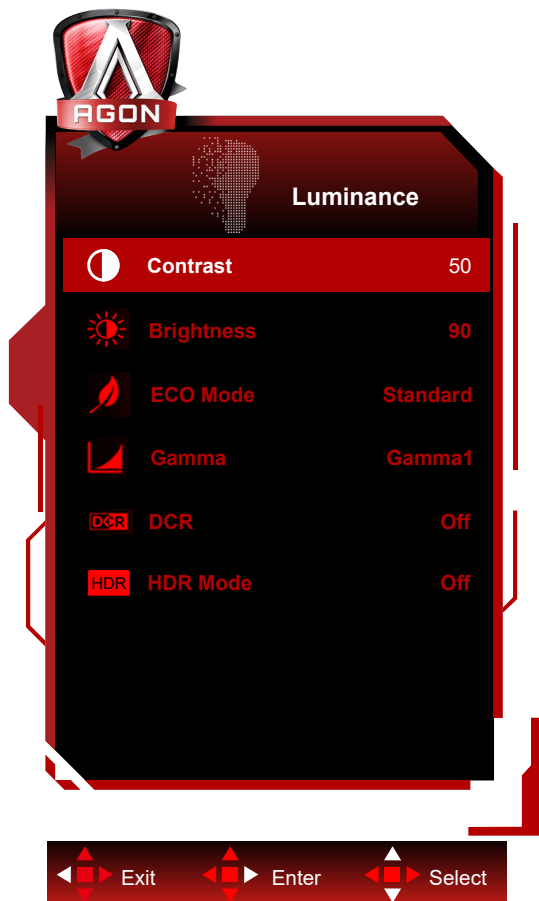 AGON
Luminance
Contrast 50
Brightness 90
ECO Mode Standard
Gamma Gamma1
DCR DCR Off
HDR HDR Mode Off
Exit Enter Select